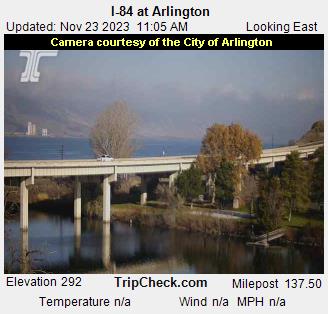 I-84 at Arlington
Updated: Nov 23 2023 11:05 AM Looking East
Camera courtesy of the City of Arlington
Elevation 292 TripCheck.com Milepost 137.50
Temperature n/a Wind n/a MPH n/a